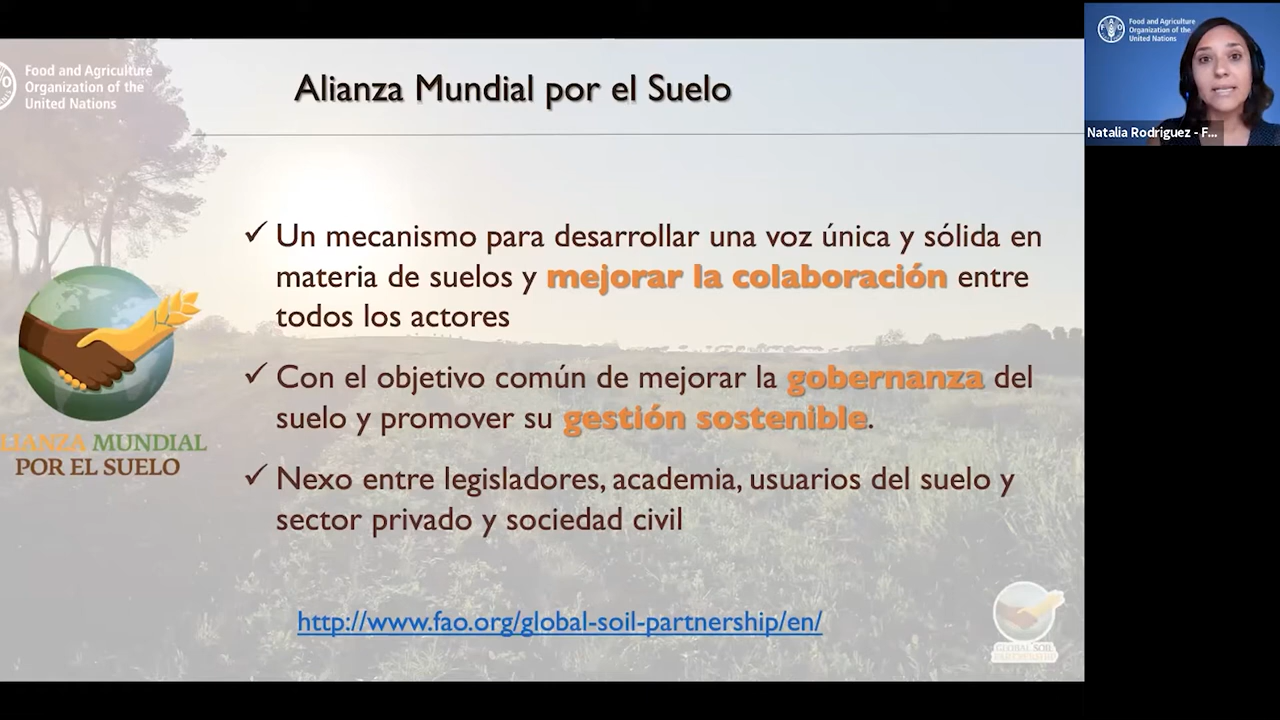 Food and Agriculture
Organization of the
United Nations
Alianza Mundial por el Suelo
Food and Agriculture
Organization of the
United Nations
Natalia Rodriguez - F...
✓ Un mecanismo para desarrollar una voz única y sólida en
materia de suelos y mejorar la colaboración entre
todos los actores
✓ Con el objetivo común de mejorar la gobernanza del
suelo y promover su gestión sostenible.
✓ Nexo entre legisladores, academia, usuarios del suelo y
sector privado y sociedad civil
LIANZA MUNDIAL
POR EL SUELO
http://www.fao.org/global-soil-partnership/en/
GLOBAL SOIL
PARTNERSHIP